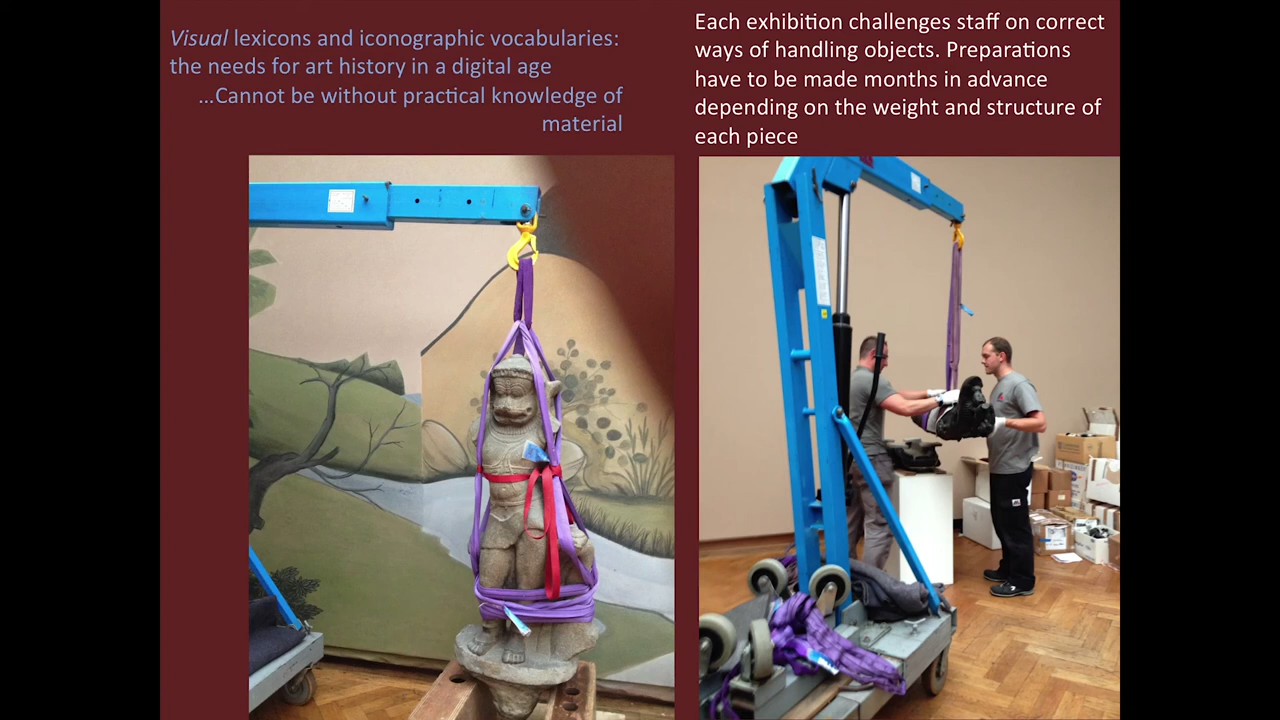 Visual lexicons and iconographic vocabularies:
the needs for art history in a digital age
...Cannot be without practical knowledge of
material
Each exhibition challenges staff on correct
ways of handling objects. Preparations
have to be made months in advance
depending on the weight and structure of
each piece